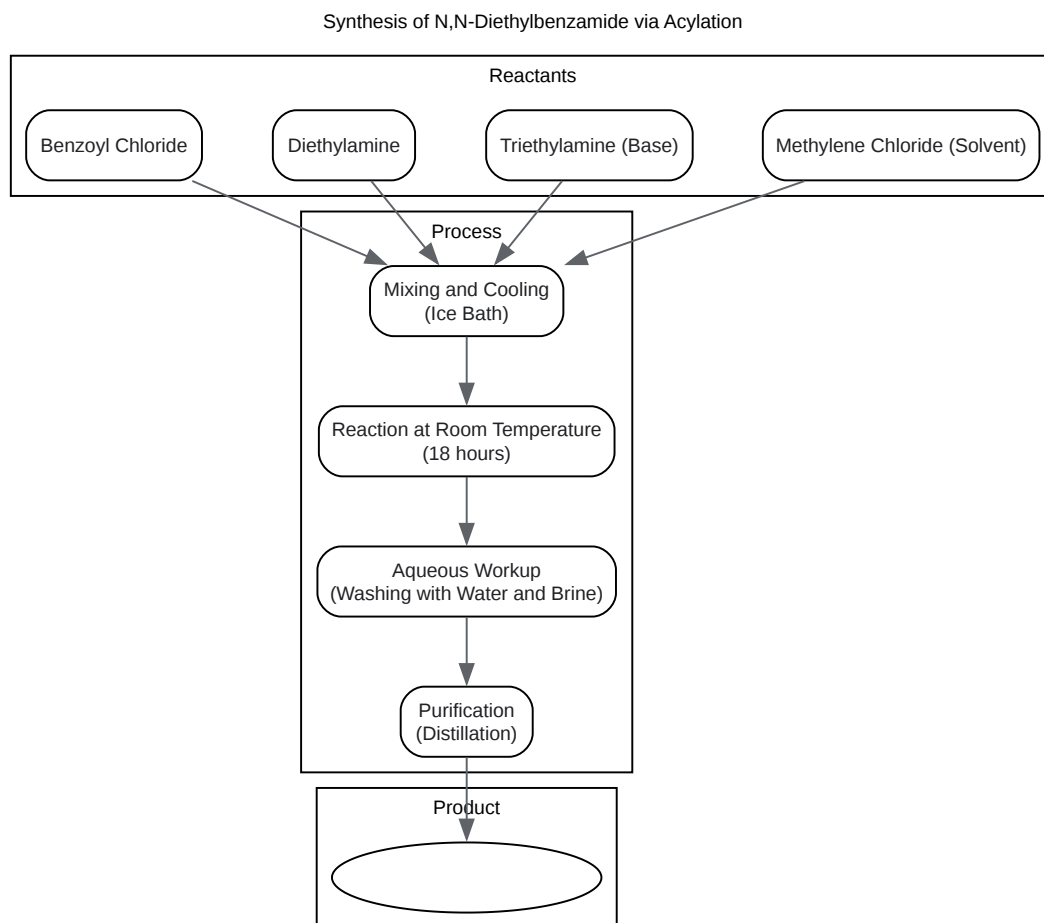 Synthesis of N,N-Diethylbenzamide via Acylation
Reactants
Benzoyl Chloride
Diethylamine
Triethylamine (Base)
Methylene Chloride (Solvent)
Process
Mixing and Cooling
(Ice Bath)
Reaction at Room Temperature
(18 hours)
Aqueous Workup
(Washing with Water and Brine)
Purification
(Distillation)
Product